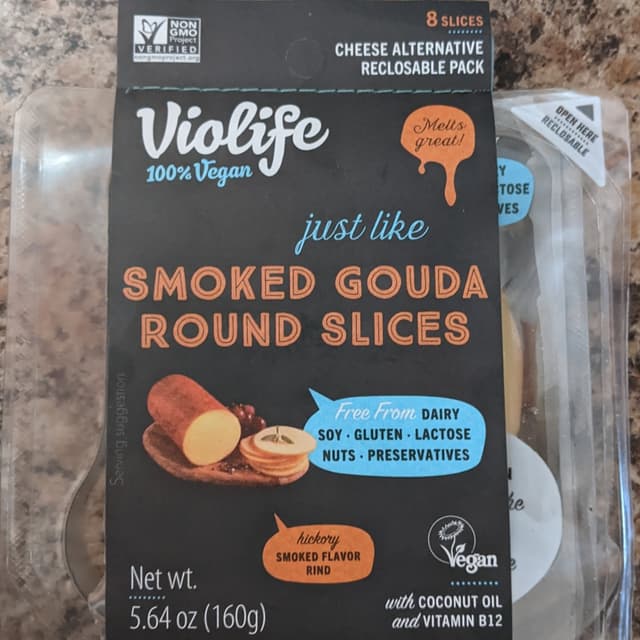 NON
GMO
Project
VERIFIED
nongmoproject.org
8 SLICES
CHEESE ALTERNATIVE
RECLOSABLE PACK
Violife
100% Vegan
Melts
great!
OPEN HERE
RECLOSABLE
just like
SMOKED GOUDA
ROUND SLICES
Serving suggestion
Free From DAIRY
SOY · GLUTEN · LACTOSE
NUTS · PRESERVATIVES
hickory
SMOKED FLAVOR
RIND
Vegan
Net wt.
5.64 oz (160g)
with COCONUT OIL
and VITAMIN B12